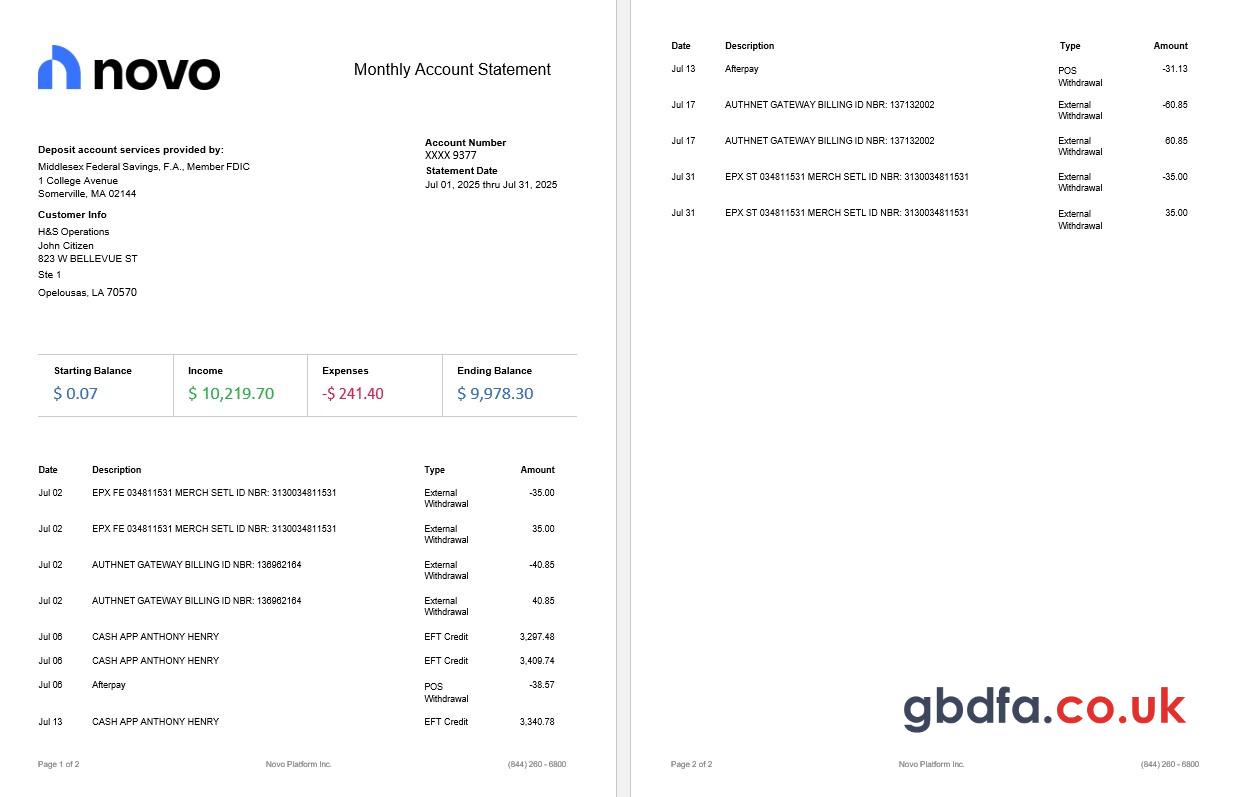 novo
Monthly Account Statement
Deposit account services provided by:
Middlesex Federal Savings, F.A., Member FDIC
1 College Avenue
Somerville, MA 02144
Account Number
XXXX 9377
Statement Date
Jul 01, 2025 thru Jul 31, 2025
Customer Info
H&S Operations
John Citizen
823 W BELLEVUE ST
Ste 1
Opelousas, LA 70570
Starting Balance Income Expenses Ending Balance
$ 0.07 $ 10,219.70 -$ 241.40 $ 9,978.30
Date Description Type Amount
Jul 02 EPX FE 034811531 MERCH SETL ID NBR: 3130034811531 External -35.00
Withdrawal
Jul 02 EPX FE 034811531 MERCH SETL ID NBR: 3130034811531 External 35.00
Withdrawal
Jul 02 AUTHNET GATEWAY BILLING ID NBR: 136962164 External -40.85
Withdrawal
Jul 02 AUTHNET GATEWAY BILLING ID NBR: 136962164 External 40.85
Withdrawal
Jul 06 CASH APP ANTHONY HENRY EFT Credit 3,297.48
Jul 06 CASH APP ANTHONY HENRY EFT Credit 3,409.74
Jul 06 Afterpay POS -38.57
Withdrawal
Jul 13 CASH APP ANTHONY HENRY EFT Credit 3,340.78
Page 1 of 2 Novo Platform Inc. (844) 260 - 6800
Date Description Type Amount
Jul 13 Afterpay POS -31.13
Withdrawal
Jul 17 AUTHNET GATEWAY BILLING ID NBR: 137132002 External -60.85
Withdrawal
Jul 17 AUTHNET GATEWAY BILLING ID NBR: 137132002 External 60.85
Withdrawal
Jul 31 EPX ST 034811531 MERCH SETL ID NBR: 3130034811531 External -35.00
Withdrawal
Jul 31 EPX ST 034811531 MERCH SETL ID NBR: 3130034811531 External 35.00
Withdrawal
gbdfa.co.uk
Page 2 of 2 Novo Platform Inc. (844) 260 - 6800